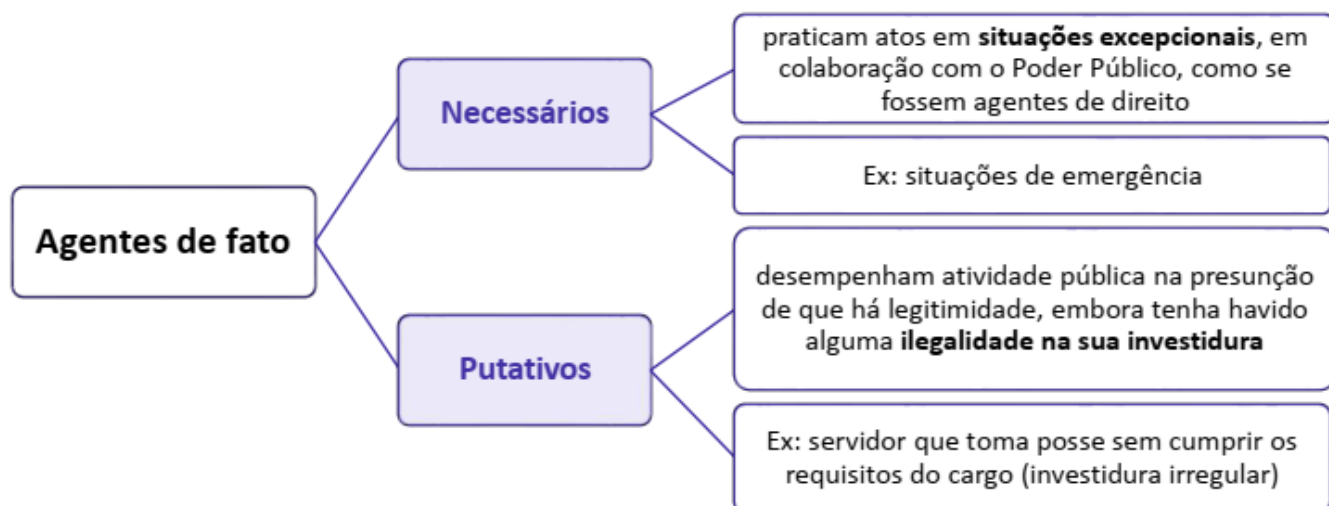 Agentes de fato
Necessários
praticam atos em situações excepcionais, em
colaboração com o Poder Público, como se
fossem agentes de direito
Ex: situações de emergência
Putativos
desempenham atividade pública na presunção
de que há legitimidade, embora tenha havido
alguma ilegalidade na sua investidura
Ex: servidor que toma posse sem cumprir os
requisitos do cargo (investidura irregular)